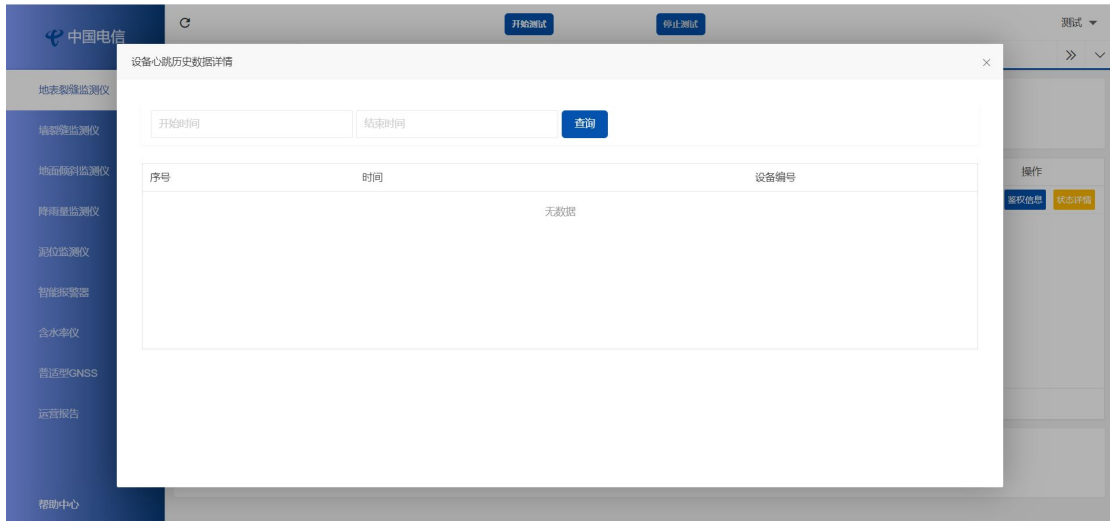 中国电信
开始测试
停止测试
测试
设备心跳历史数据详情
地表裂缝监测仪
墙裂缝监测仪
地面倾斜监测仪
降雨量监测仪
泥位监测仪
智能报警器
含水率仪
普适型GNSS
运营报告
帮助中心
开始时间 结束时间 查询
序号 时间 设备编号
无数据
操作
鉴权信息 状态详情